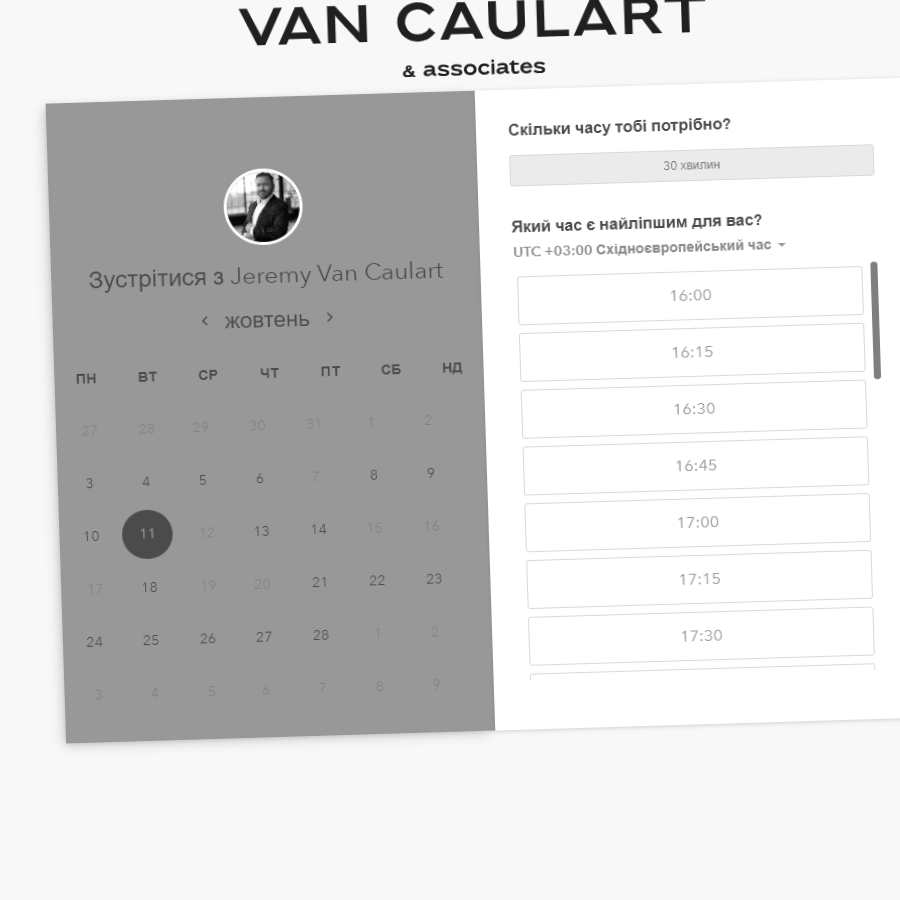 VAN CAULART
& associates
Зустрітися з Jeremy Van Caulart
жовтень
ПН ВТ СР ЧТ ПТ СБ НД
27 28 29 30 31 1 2
3 4 5 6 7 8 9
10 11 12 13 14 15 16
17 18 19 20 21 22 23
24 25 26 27 28 1 2
3 4 5 6 7 8 9
Скільки часу тобі потрібно?
30 хвилин
Який час є найліпшим для вас?
UTC +03:00 Східноєвропейський час
16:00
16:15
16:30
16:45
17:00
17:15
17:30